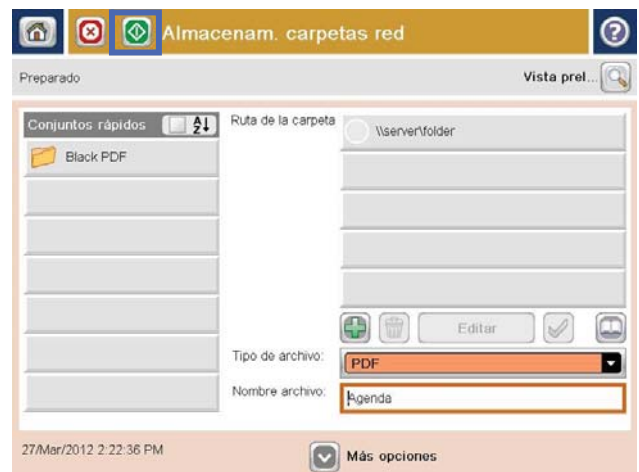 Almacenam. carpetas red
Preparado
Vista prel...
Conjuntos rápidos
Ruta de la carpeta
\\server\folder
Black PDF
Editar
Tipo de archivo:
PDF
Nombre archivo:
Agenda
27/Mar/2012 2:22:36 PM
Más opciones